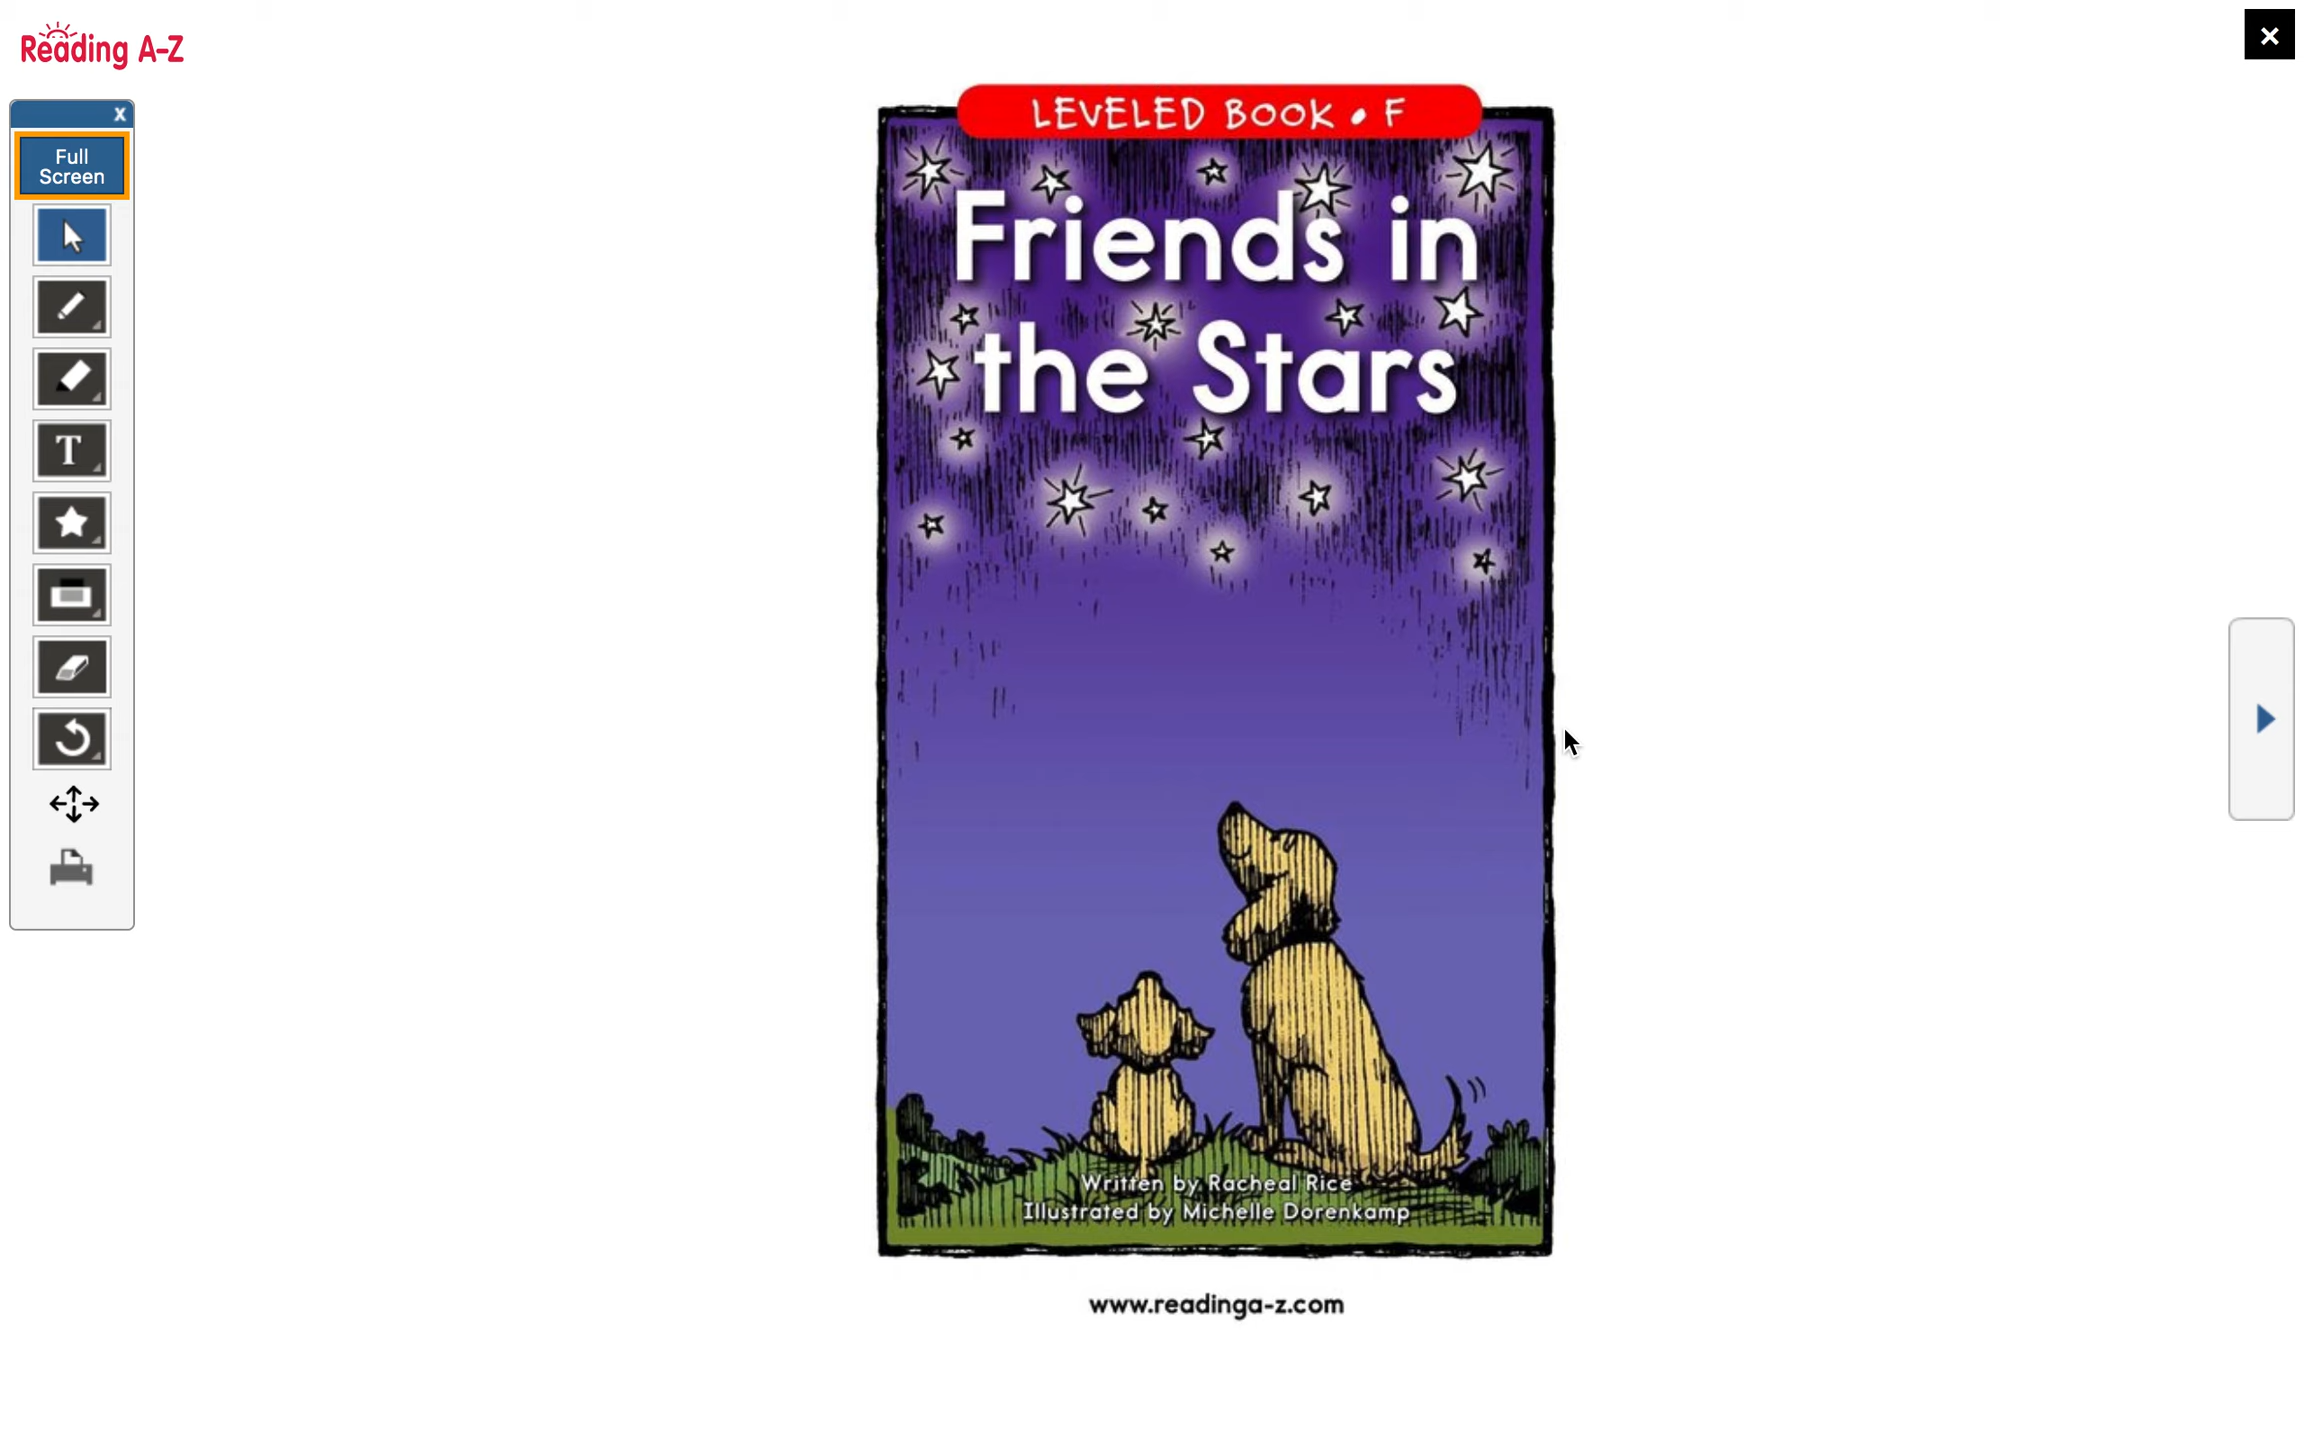 Reading A-Z
x
Full
Screen
T
LEVELED BOOK • F
Friends in
the Stars
Written by Racheal Rice
Illustrated by Michelle Dorenkamp
www.readinga-z.com